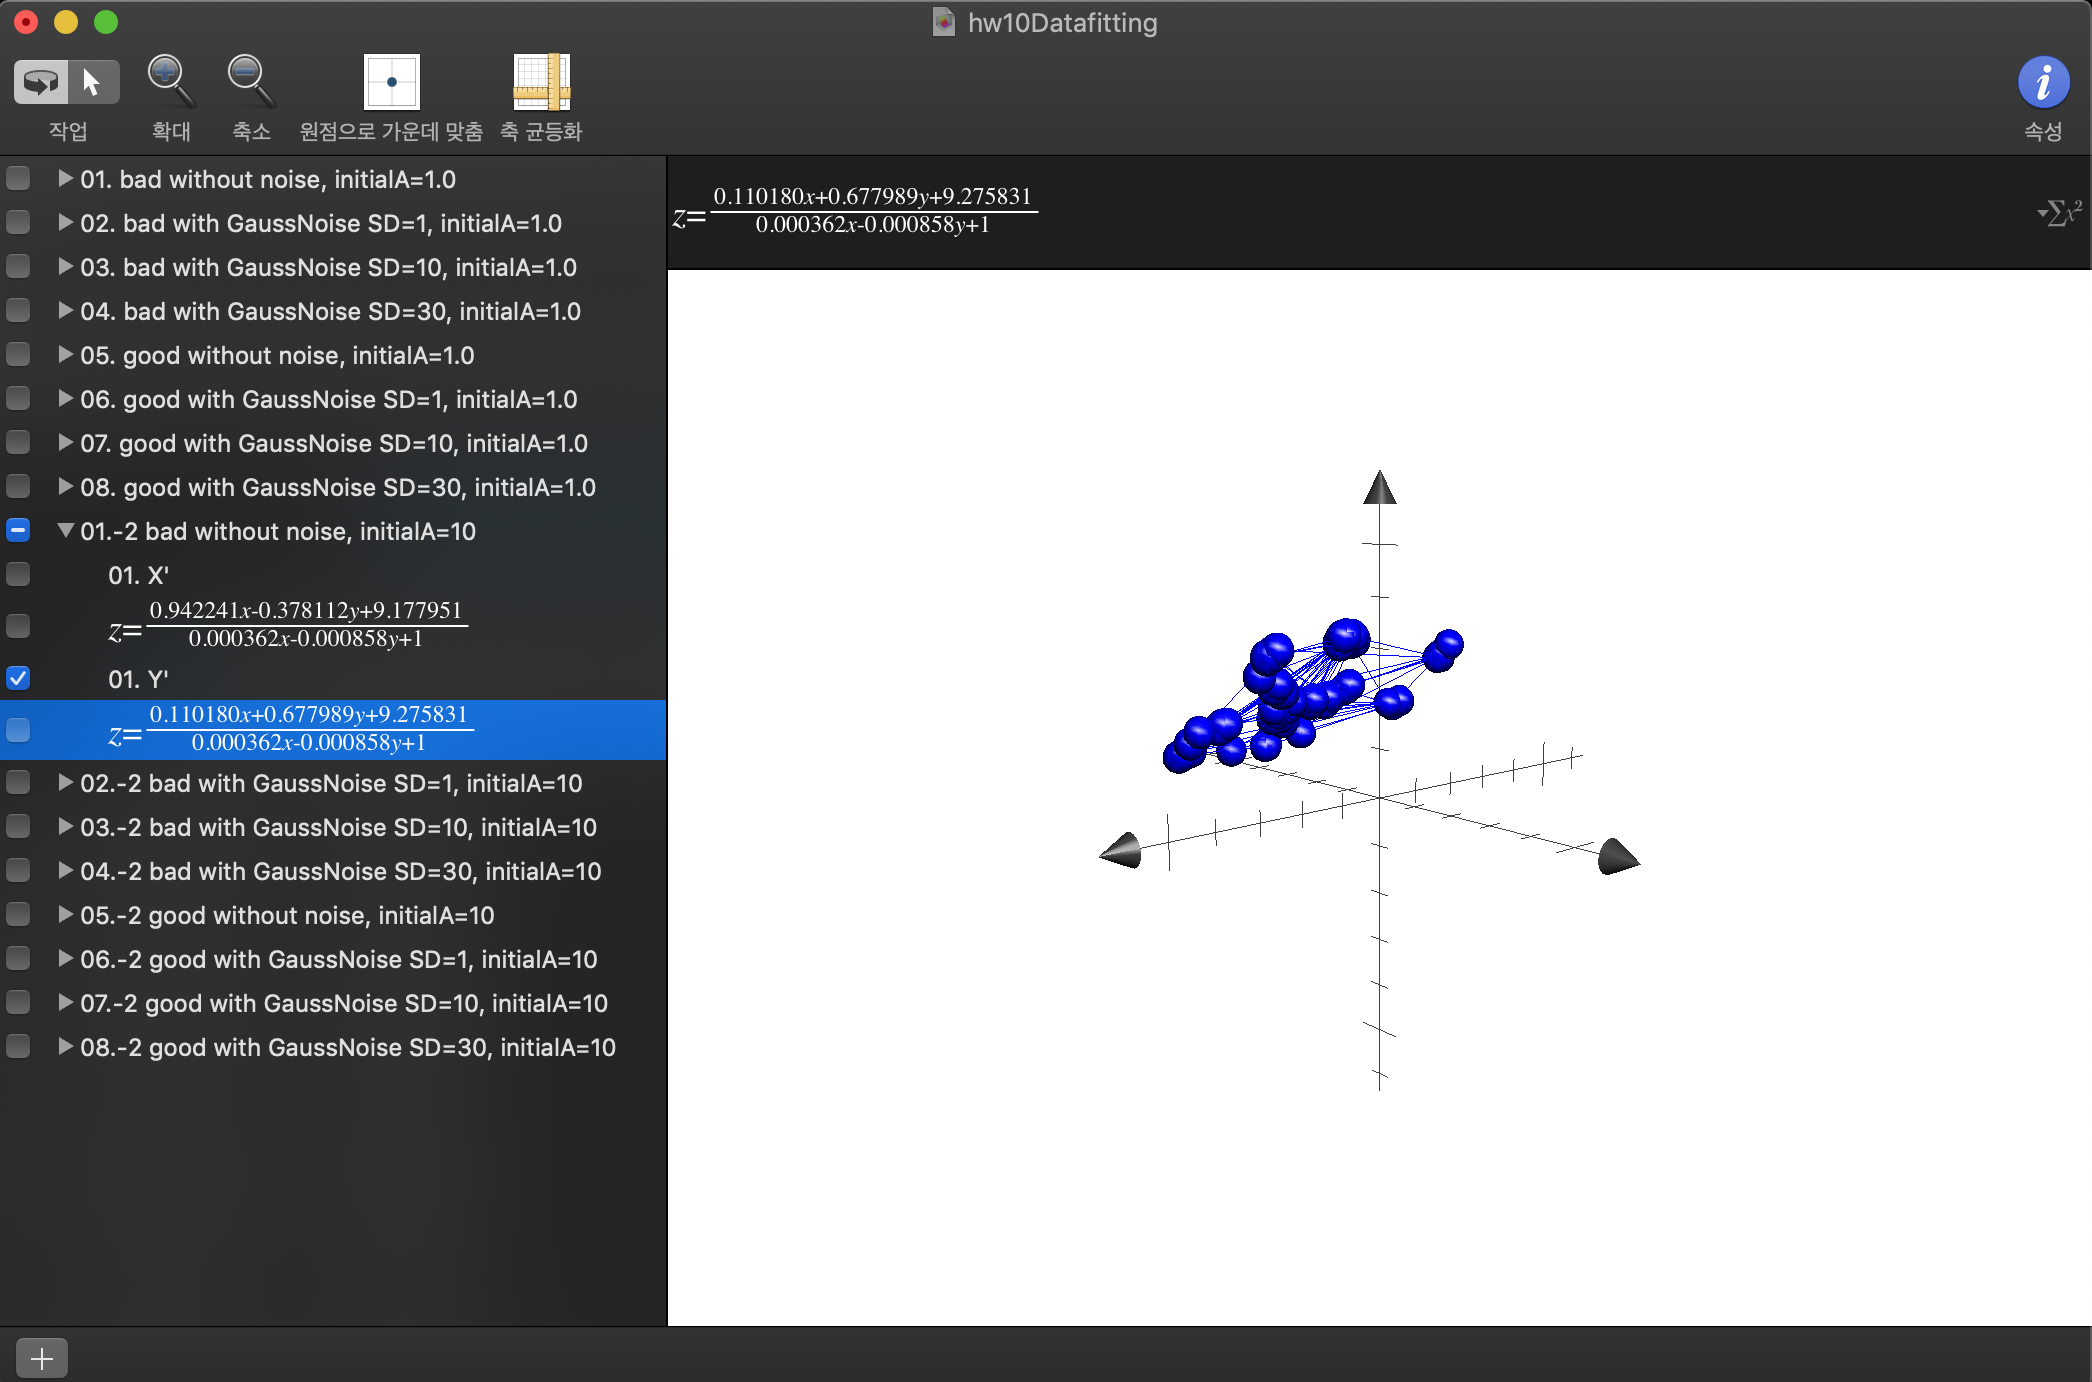 hw10Datafitting
작업 확대 축소 원점으로 가운데 맞춤 축 균등화 속성
01. bad without noise, initialA=1.0
02. bad with GaussNoise SD=1, initialA=1.0
03. bad with GaussNoise SD=10, initialA=1.0
04. bad with GaussNoise SD=30, initialA=1.0
05. good without noise, initialA=1.0
06. good with GaussNoise SD=1, initialA=1.0
07. good with GaussNoise SD=10, initialA=1.0
08. good with GaussNoise SD=30, initialA=1.0
01.-2 bad without noise, initialA=10
01. X'
z=
0.942241x-0.378112y+9.177951
0.000362x-0.000858y+1
01. Y'
z=
0.110180x+0.677989y+9.275831
0.000362x-0.000858y+1
02.-2 bad with GaussNoise SD=1, initialA=10
03.-2 bad with GaussNoise SD=10, initialA=10
04.-2 bad with GaussNoise SD=30, initialA=10
05.-2 good without noise, initialA=10
06.-2 good with GaussNoise SD=1, initialA=10
07.-2 good with GaussNoise SD=10, initialA=10
08.-2 good with GaussNoise SD=30, initialA=10
z=
0.110180x+0.677989y+9.275831
0.000362x-0.000858y+1
∑x²